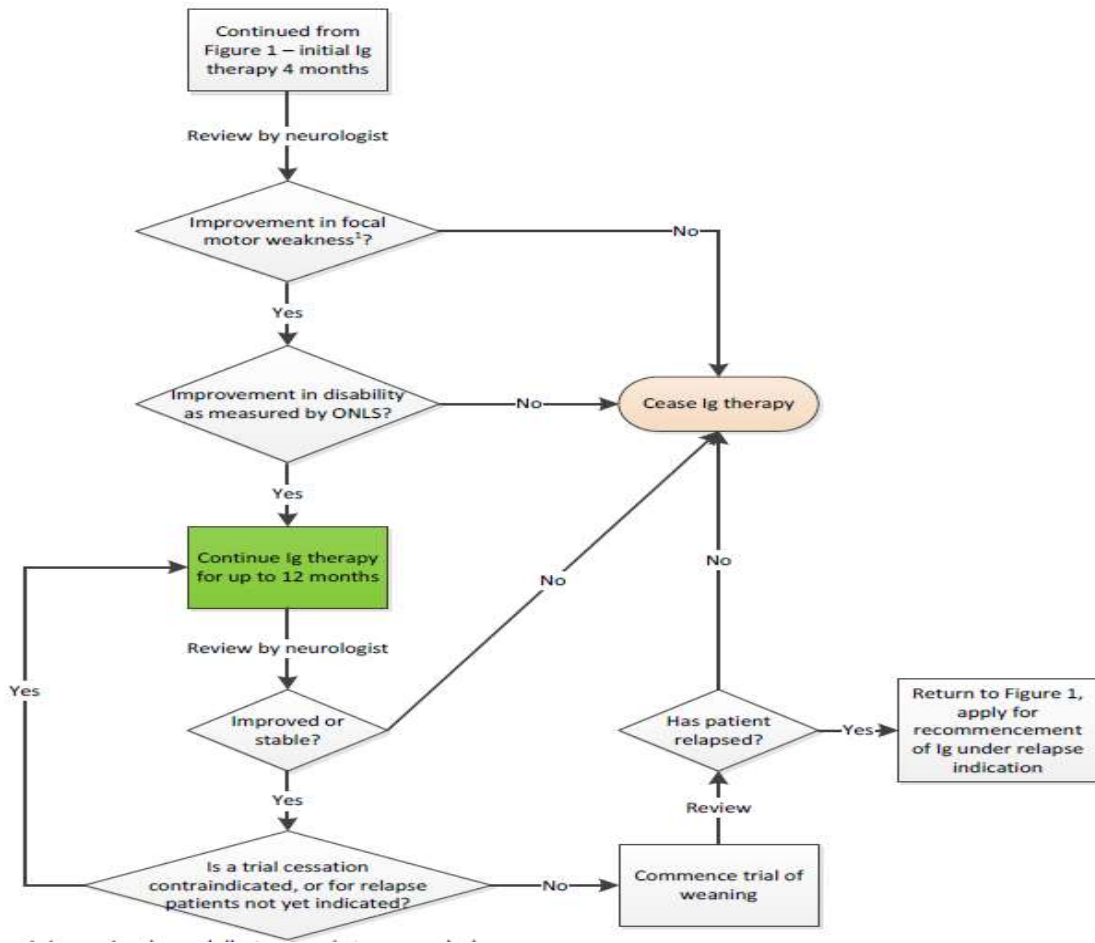 Continued from
Figure 1 – initial Ig
therapy 4 months
Review by neurologist
Improvement in focal
motor weakness¹?
No
Yes
Improvement in disability
as measured by ONLS?
No
Cease Ig therapy
Yes
Continue Ig therapy
for up to 12 months
No
No
Review by neurologist
Yes
Improved or
stable?
Has patient
relapsed?
Yes
Return to Figure 1,
apply for
recommencement
of Ig under relapse
indication
Yes
Review
Is a trial cessation
contraindicated, or for relapse
patients not yet indicated?
No
Commence trial of
weaning